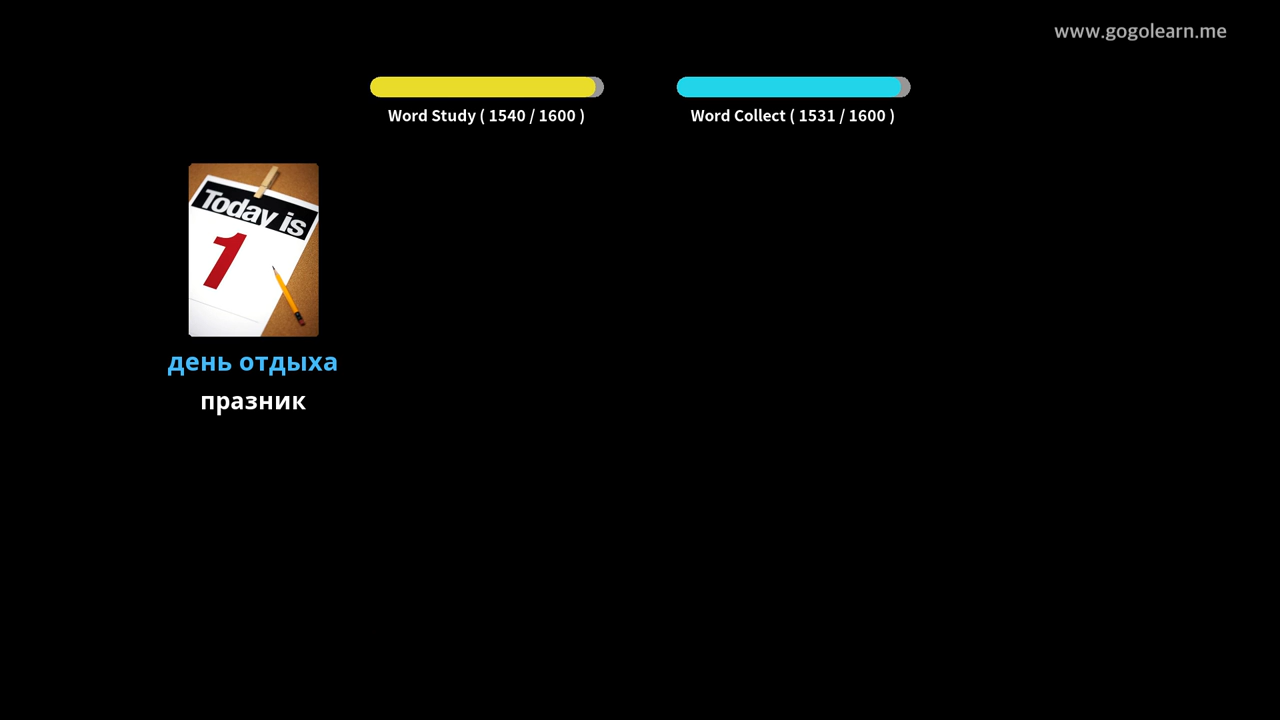 www.gogolearn.me
Word Study ( 1540 / 1600 )
Word Collect ( 1531 / 1600 )
Today is
1
день отдыха
празник